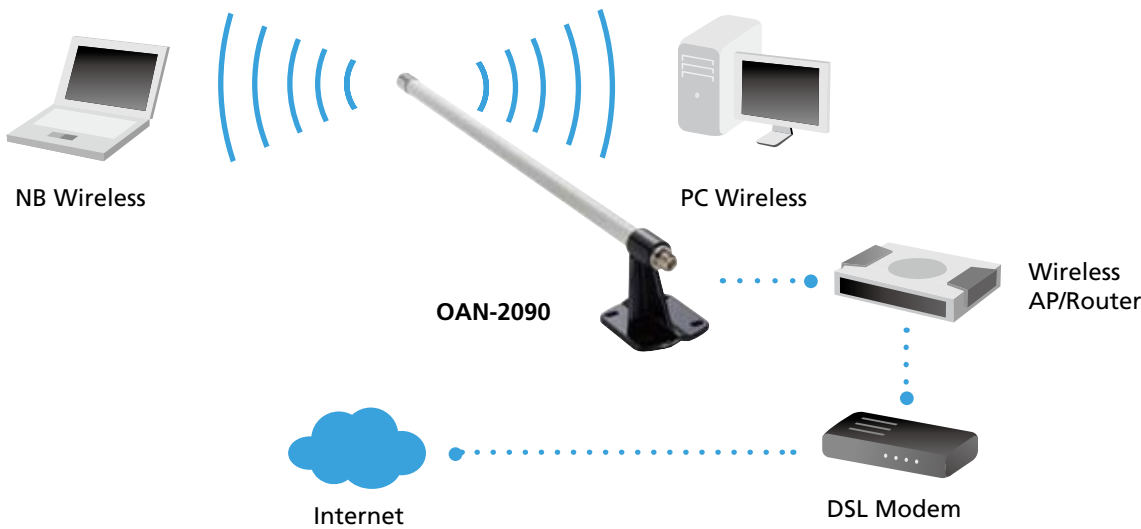 NB Wireless
PC Wireless
OAN-2090
Wireless
AP/Router
DSL Modem
Internet